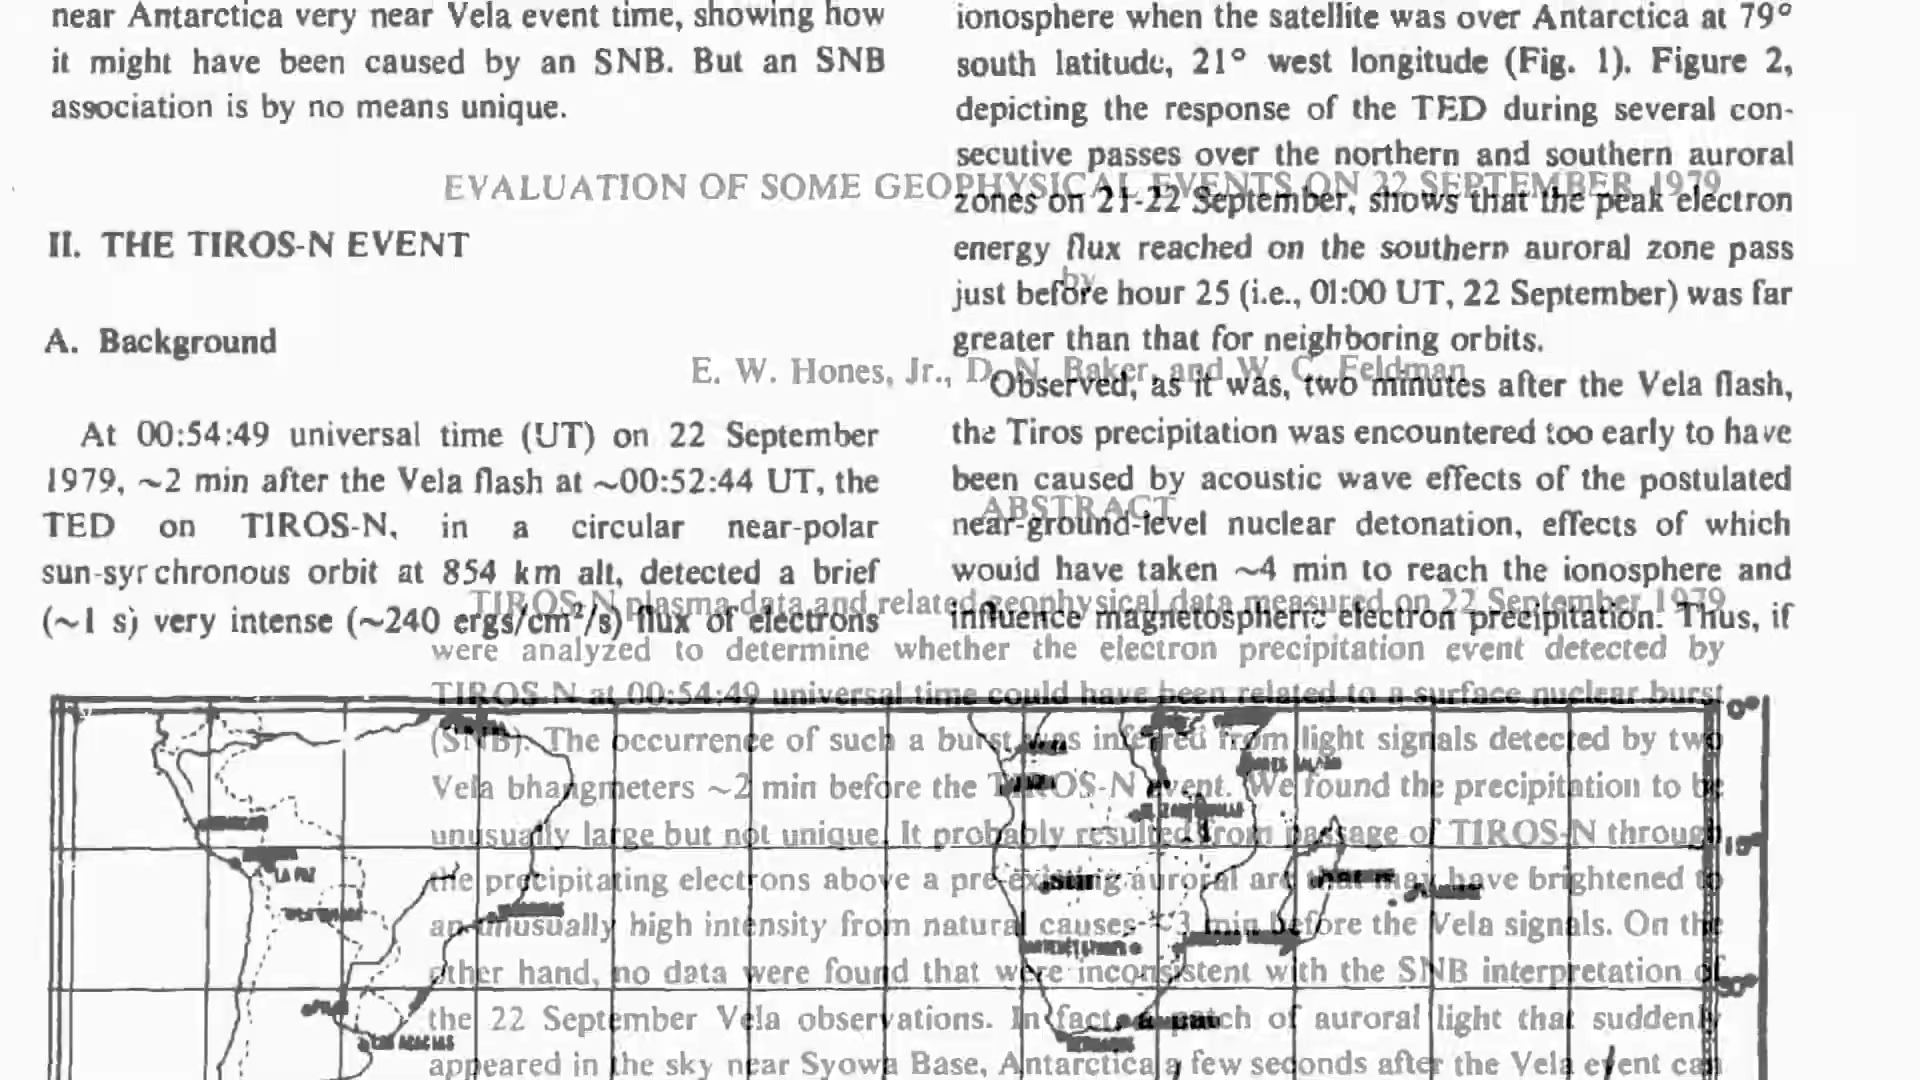 near Antarctica very near Vela event time, showing how
it might have been caused by an SNB. But an SNB
association is by no means unique.
II. THE TIROS-N EVENT
A. Background
At 00:54:49 universal time (UT) on 22 September
1979, ~2 min after the Vela flash at ~00:52:44 UT, the
TED on TIROS-N, in a circular near-polar
sun-synchronous orbit at 854 km alt, detected a brief
(~1 s) very intense (~240 ergs/cm²/s) flux of electrons
ionosphere when the satellite was over Antarctica at 79°
south latitude, 21° west longitude (Fig. 1). Figure 2,
depicting the response of the TED during several con-
secutive passes over the northern and southern auroral
zones on 21-22 September, shows that the peak electron
energy flux reached on the southern auroral zone pass
just before hour 25 (i.e., 01:00 UT, 22 September) was far
greater than that for neighboring orbits.
Observed, as it was, two minutes after the Vela flash,
the Tiros precipitation was encountered too early to have
been caused by acoustic wave effects of the postulated
near-ground-level nuclear detonation, effects of which
would have taken ~4 min to reach the ionosphere and
influence magnetospheric electron precipitation. Thus, if
EVALUATION OF SOME GEOPHYSICAL EVENTS ON 22 SEPTEMBER 1979
by
E. W. Hones, Jr., D. N. Baker, and W. C. Feldman
ABSTRACT
TIROS-N plasma data and related geophysical data measured on 22 September 1979
were analyzed to determine whether the electron precipitation event detected by
TIROS-N at 00:54:49 universal time could have been related to a surface nuclear burst
(SNB). The occurrence of such a burst was inferred from light signals detected by two
Vela bhangmeters ~2 min before the TIROS-N event. We found the precipitation to be
unusually large but not unique. It probably resulted from passage of TIROS-N through
the precipitating electrons above a pre-existing auroral arc that may have brightened to
an unusually high intensity from natural causes ~3 min before the Vela signals. On the
other hand, no data were found that were inconsistent with the SNB interpretation of
the 22 September Vela observations. In fact, a patch of auroral light that suddenly
appeared in the sky near Syowa Base, Antarctica a few seconds after the Vela event can
0°
15°
30°
LA PAZ
LOS ACACIAS